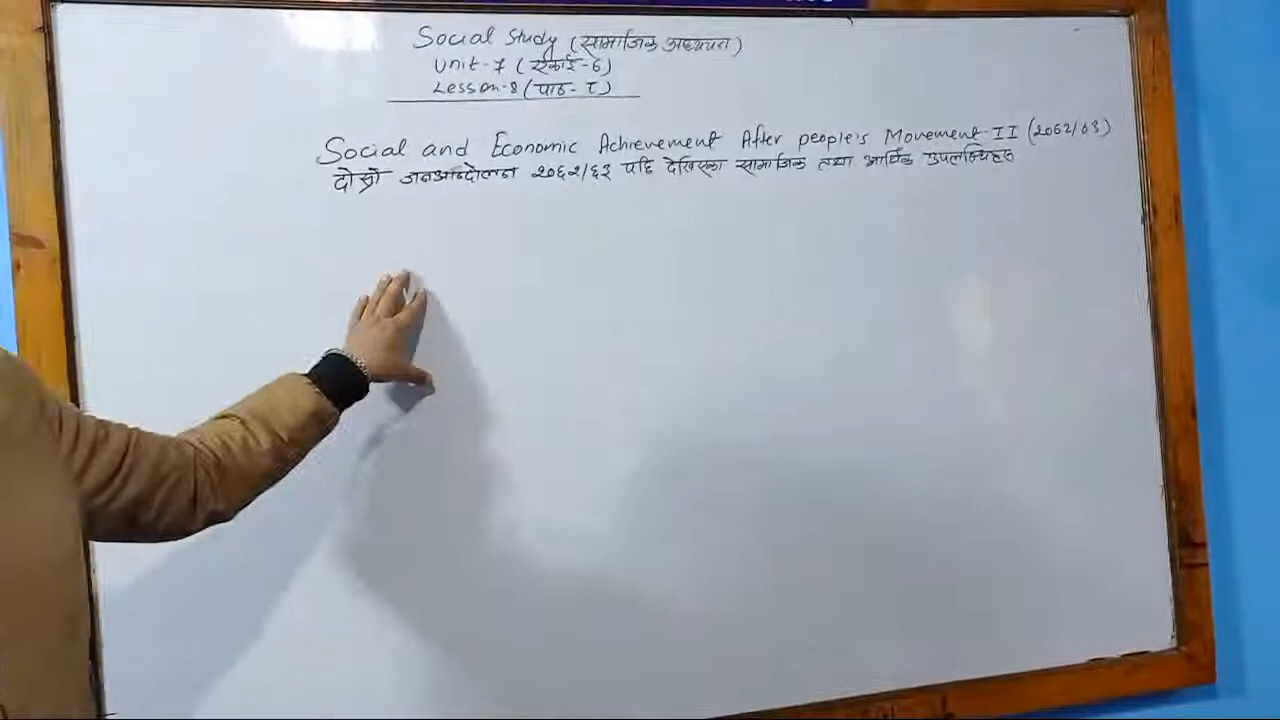 Social Study (सामाजिक अध्ययन)
Unit-7 (एकाई-७)
Lesson-8 (पाठ-८)
Social and Economic Achievement After people's Movement-II (2062/63)
दोस्रो जनआन्दोलन २०६२/६३ पछि देखिएका सामाजिक तथा आर्थिक उपलब्धिहरू